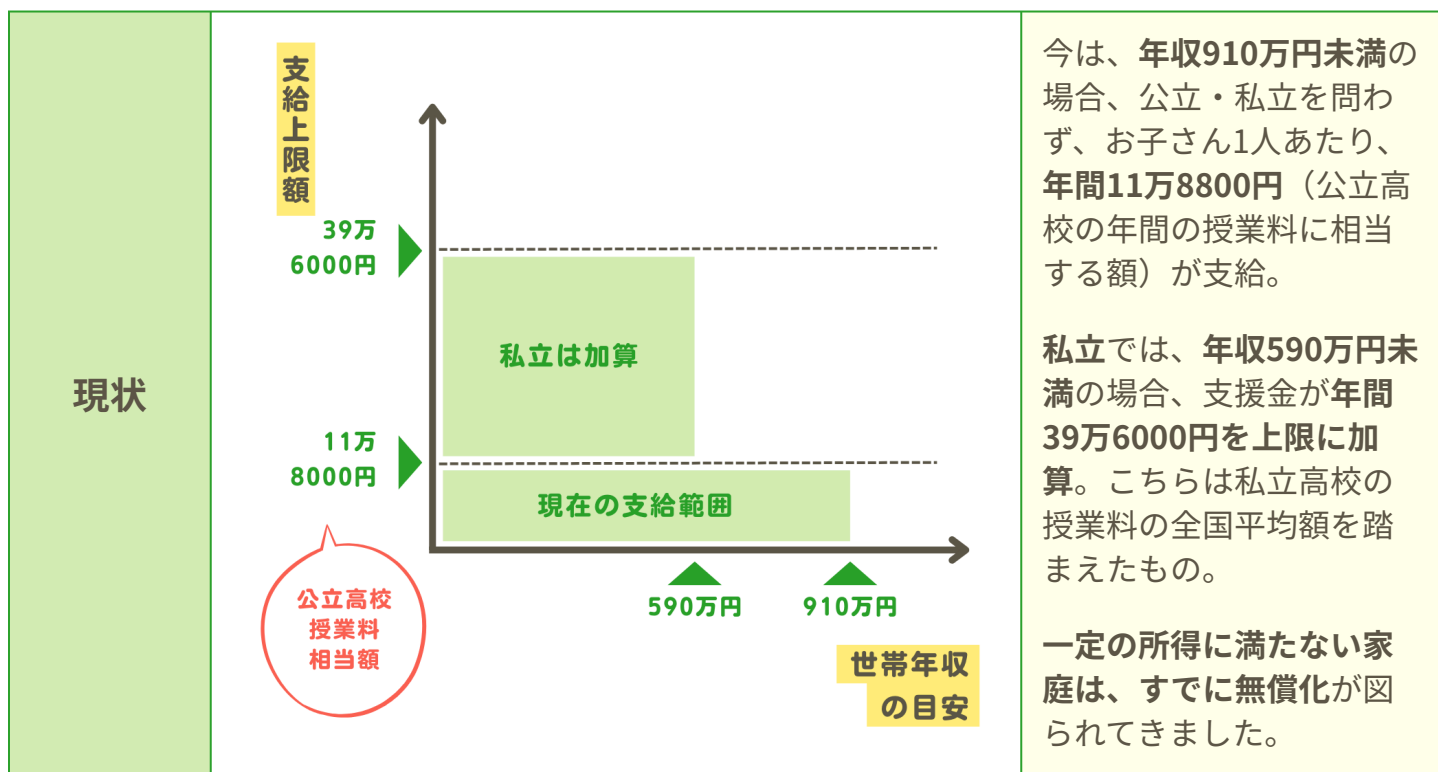 現状
支給上限額
39万
6000円
私立は加算
11万
8000円
現在の支給範囲
590万円
910万円
公立高校
授業料
相当額
世帯年収
の目安
今は、年収910万円未満の
場合、公立・私立を問わ
ず、お子さん1人あたり、
年間11万8800円（公立高
校の年間の授業料に相当
する額）が支給。
私立では、年収590万円未
満の場合、支援金が年間
39万6000円を上限に加
算。こちらは私立高校の
授業料の全国平均額を踏
まえたもの。
一定の所得に満たない家
庭は、すでに無償化が図
られてきました。